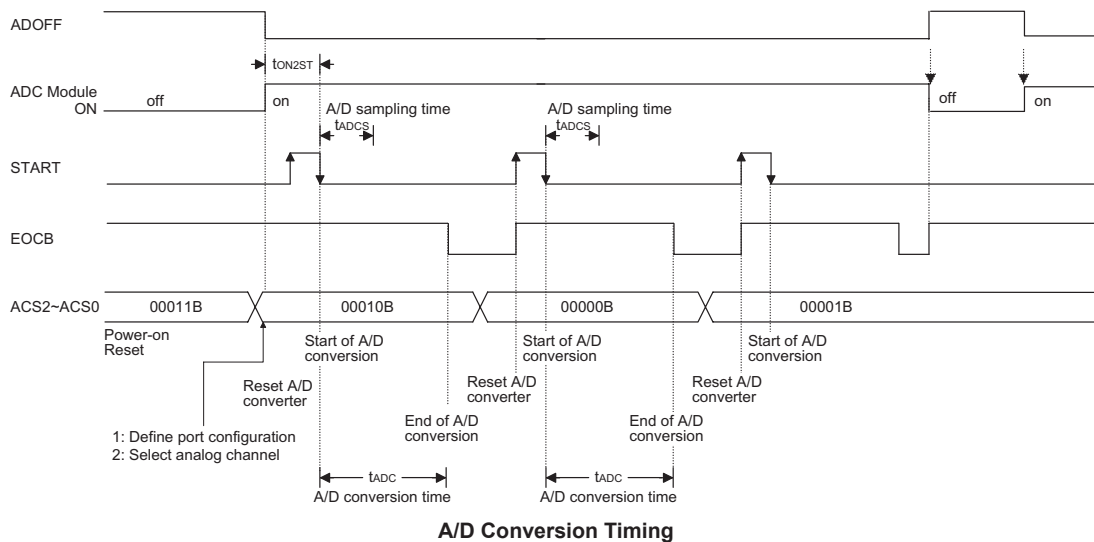 ADOFF
tON2ST
ADC Module
ON
off
on
off
on
A/D sampling time
tADCS
A/D sampling time
tADCS
START
EOCB
ACS2~ACS0
00011B
00010B
00000B
00001B
Power-on
Reset
Start of A/D
conversion
Start of A/D
conversion
Start of A/D
conversion
Reset A/D
converter
Reset A/D
converter
Reset A/D
converter
End of A/D
conversion
End of A/D
conversion
1: Define port configuration
2: Select analog channel
tADC
A/D conversion time
tADC
A/D conversion time
A/D Conversion Timing